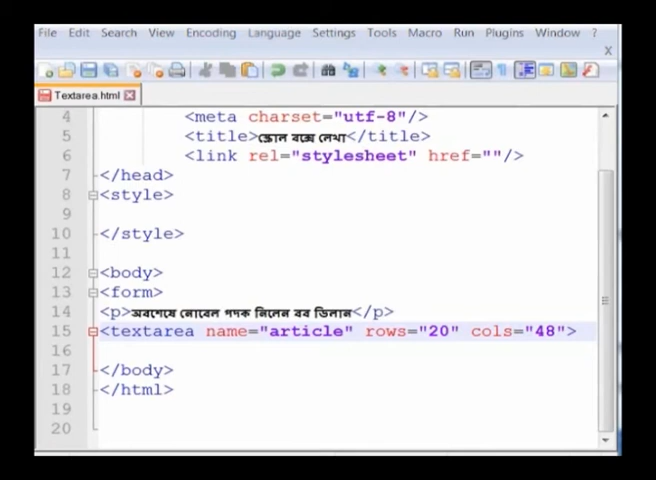 File Edit Search View Encoding Language Settings Tools Macro Run Plugins Window ?
X
Textarea.html
4 <meta charset="utf-8"/>
5 <title>স্ক্রোল বক্সে লেখা</title>
6 <link rel="stylesheet" href=""/>
7 </head>
8 <style>
9
10 </style>
11
12 <body>
13 <form>
14 <p>অবশেষে নোবেল পদক নিলেন বব ডিলান</p>
15 <textarea name="article" rows="20" cols="48">
16
17 </body>
18 </html>
19
20